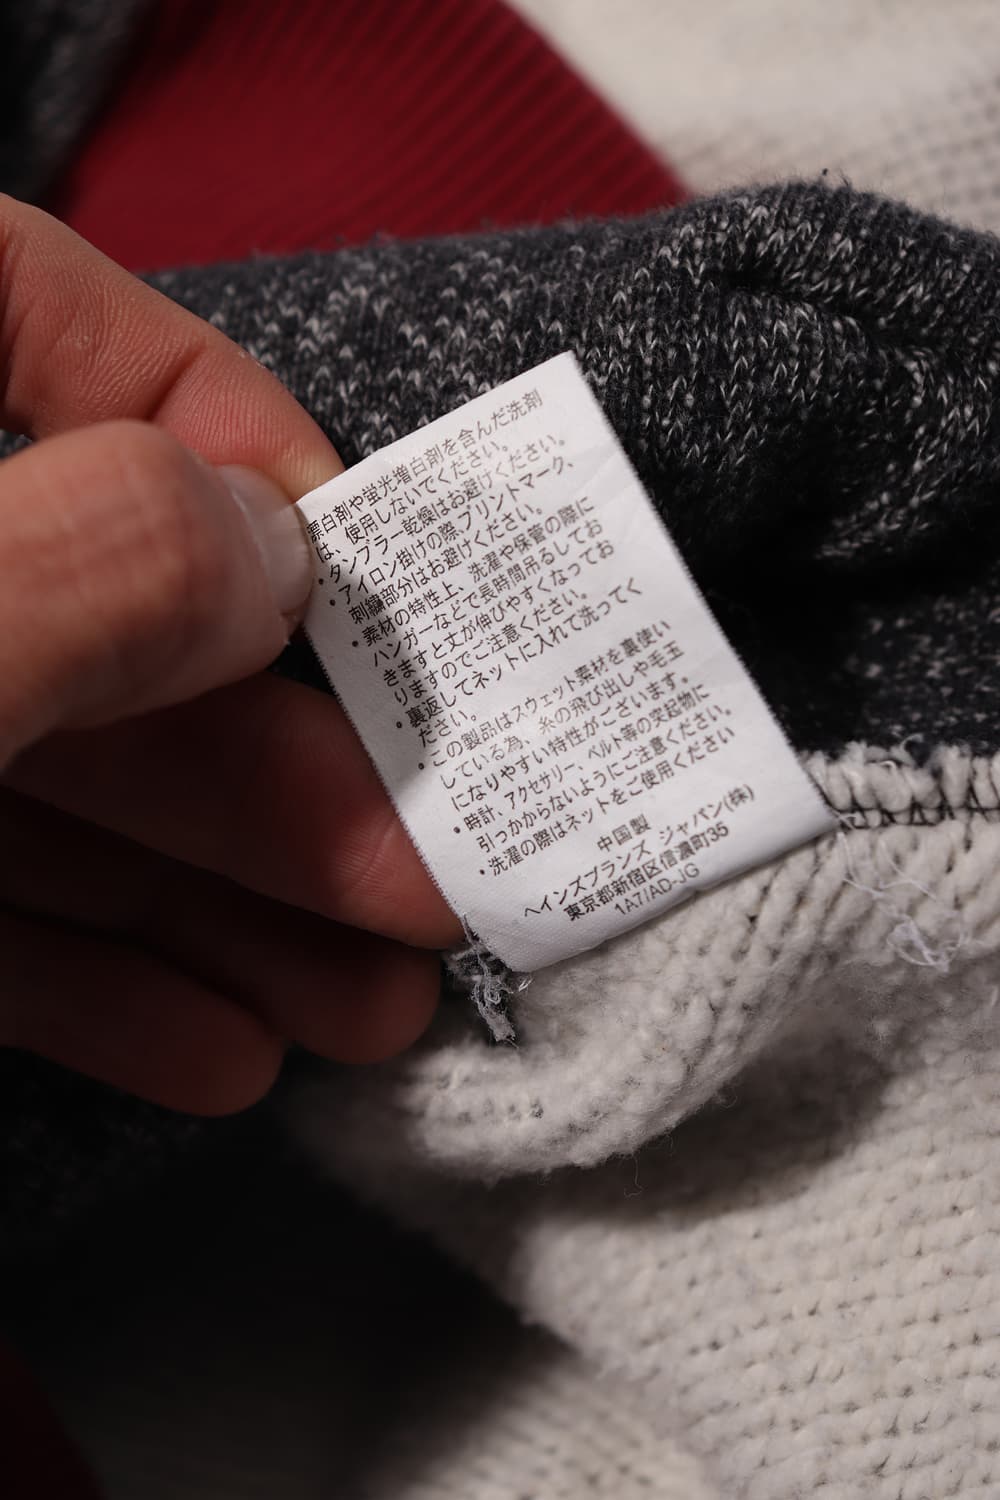 漂白剤や蛍光増白剤を含んだ洗剤
は、使用しないでください。
・タンブラー乾燥はお避けください。
・アイロン掛けの際、プリントマーク、
刺繍部分はお避けください。
・素材の特性上、洗濯や保管の際に
ハンガーなどで長時間吊るしてお
きますと丈が伸びやすくなってお
りますのでご注意ください。
・裏返してネットに入れて洗ってく
ださい。
・この製品はスウェット素材を裏使い
している為、糸の飛び出しや毛玉
になりやすい特性がございます。
・時計、アクセサリー、ベルト等の突起物に
引っかからないようにご注意ください。
・洗濯の際はネットをご使用ください
中国製
ヘインズブランズ ジャパン(株)
東京都新宿区信濃町35
1A7/AD-JG